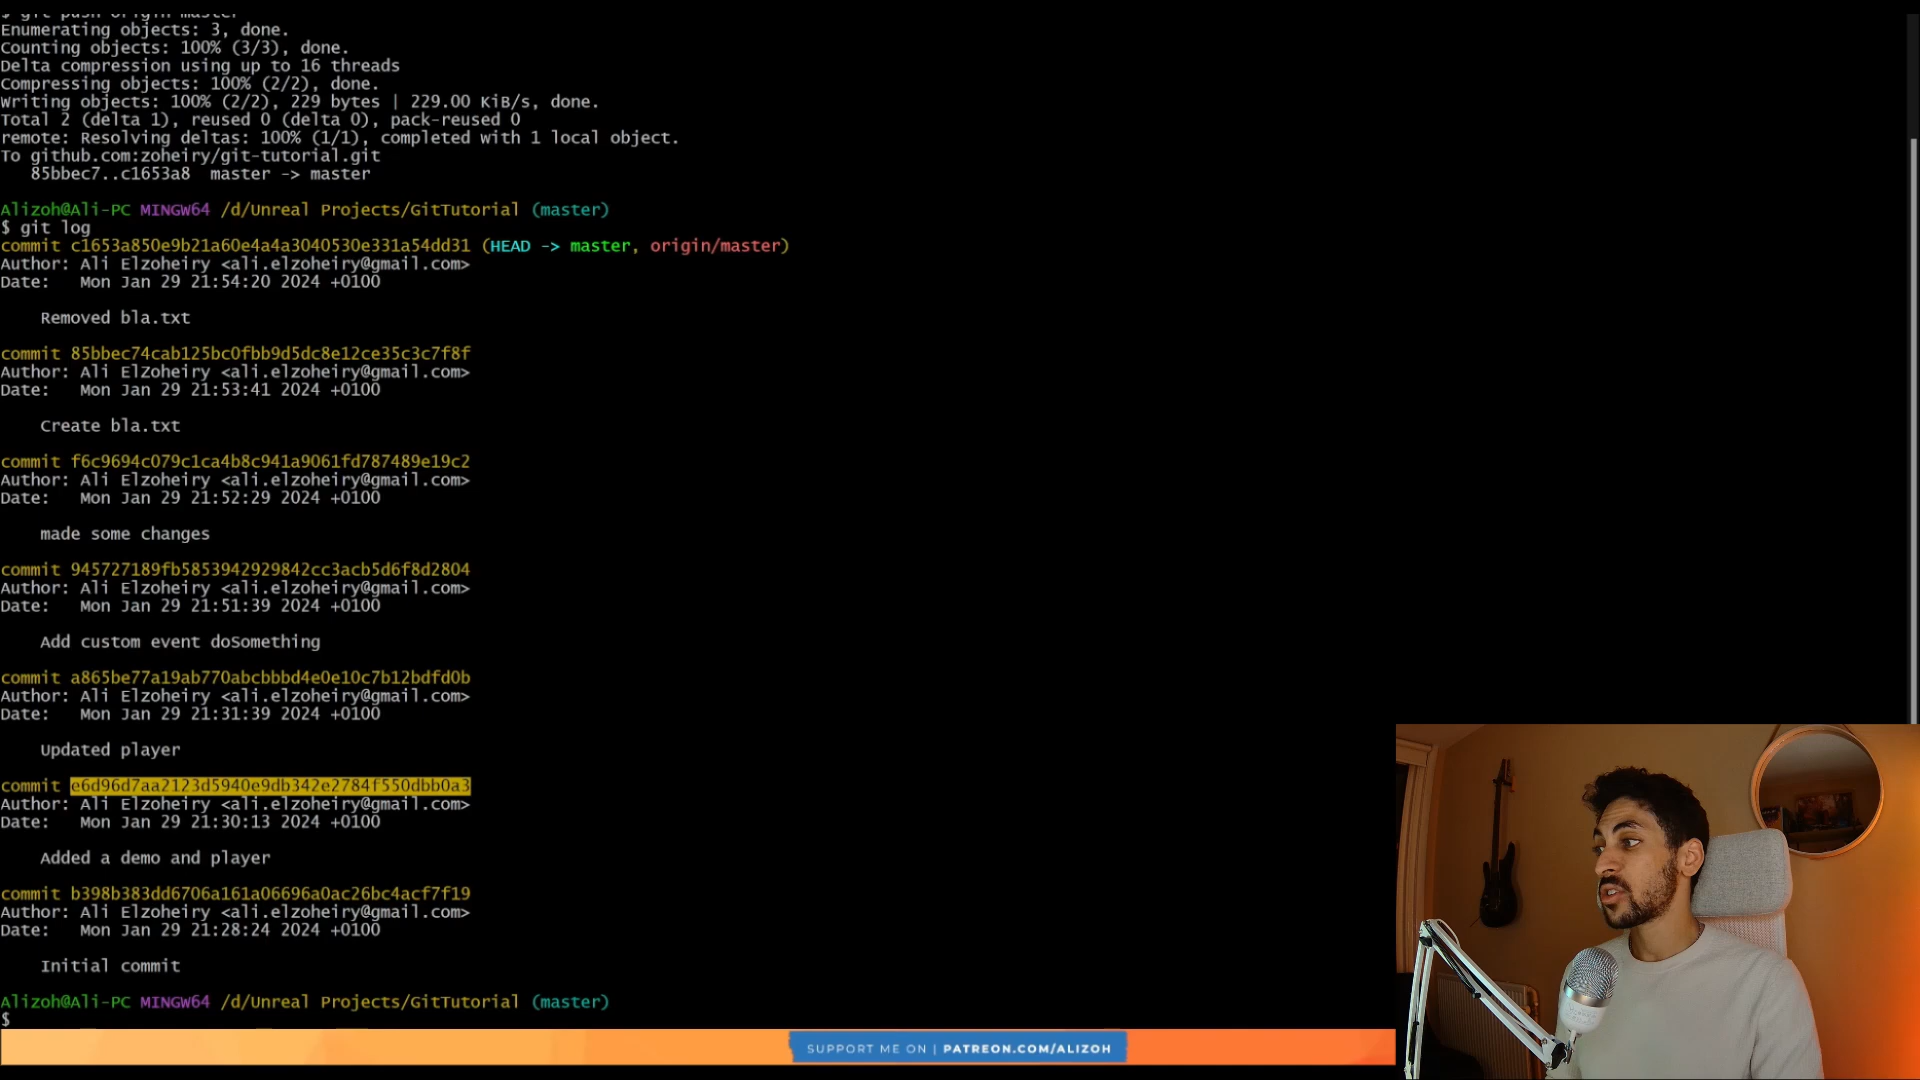 $ git push origin master
Enumerating objects: 3, done.
Counting objects: 100% (3/3), done.
Delta compression using up to 16 threads
Compressing objects: 100% (2/2), done.
Writing objects: 100% (2/2), 229 bytes | 229.00 KiB/s, done.
Total 2 (delta 1), reused 0 (delta 0), pack-reused 0
remote: Resolving deltas: 100% (1/1), completed with 1 local object.
To github.com:zoheiry/git-tutorial.git
85bbec7..c1653a8  master -> master
Alizoh@Ali-PC MINGW64 /d/Unreal Projects/GitTutorial (master)
$ git log
commit c1653a850e9b21a60e4a4a3040530e331a54dd31 (HEAD -> master, origin/master)
Author: Ali Elzoheiry <ali.elzoheiry@gmail.com>
Date:   Mon Jan 29 21:54:20 2024 +0100
Removed bla.txt
commit 85bbec74cab125bc0fbb9d5dc8e12ce35c3c7f8f
Author: Ali ElZoheiry <ali.elzoheiry@gmail.com>
Date:   Mon Jan 29 21:53:41 2024 +0100
Create bla.txt
commit f6c9694c079c1ca4b8c941a9061fd787489e19c2
Author: Ali Elzoheiry <ali.elzoheiry@gmail.com>
Date:   Mon Jan 29 21:52:29 2024 +0100
made some changes
commit 945727189fb5853942929842cc3acb5d6f8d2804
Author: Ali Elzoheiry <ali.elzoheiry@gmail.com>
Date:   Mon Jan 29 21:51:39 2024 +0100
Add custom event doSomething
commit a865be77a19ab770abcbbbd4e0e10c7b12bdfd0b
Author: Ali Elzoheiry <ali.elzoheiry@gmail.com>
Date:   Mon Jan 29 21:31:39 2024 +0100
Updated player
commit e6d96d7aa2123d5940e9db342e2784f550dbb0a3
Author: Ali Elzoheiry <ali.elzoheiry@gmail.com>
Date:   Mon Jan 29 21:30:13 2024 +0100
Added a demo and player
commit b398b383dd6706a161a06696a0ac26bc4acf7f19
Author: Ali Elzoheiry <ali.elzoheiry@gmail.com>
Date:   Mon Jan 29 21:28:24 2024 +0100
Initial commit
Alizoh@Ali-PC MINGW64 /d/Unreal Projects/GitTutorial (master)
$
SUPPORT ME ON | PATREON.COM/ALIZOH